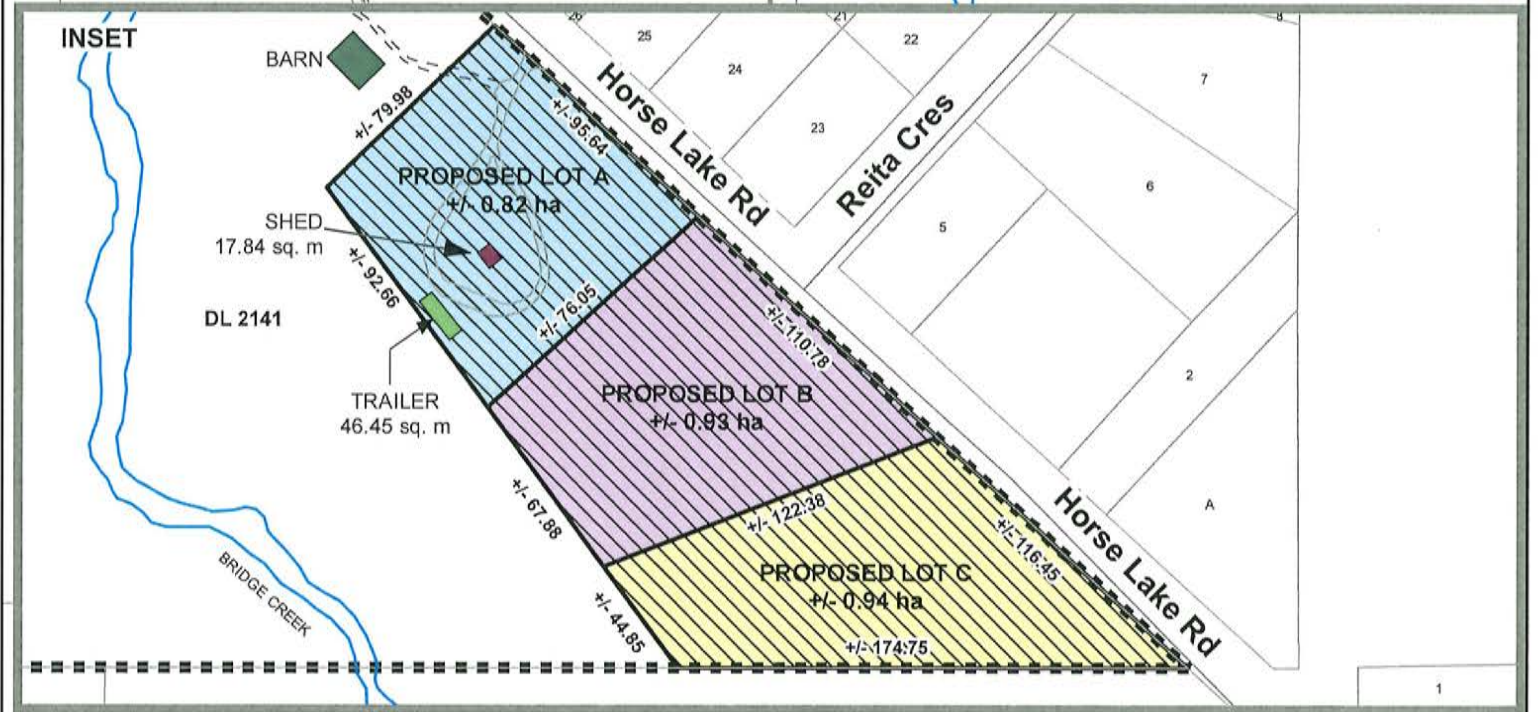 INSET
BARN
26
25
24
23
21
22
8
7
6
5
2
A
1
Horse Lake Rd
Reita Cres
Horse Lake Rd
+/- 79.98
+/- 95.64
PROPOSED LOT A
+/- 0.82 ha
SHED
17.84 sq. m
+/- 92.66
+/- 76.05
DL 2141
TRAILER
46.45 sq. m
+/- 110.78
PROPOSED LOT B
+/- 0.93 ha
+/- 67.88
+/- 122.38
+/- 116.45
PROPOSED LOT C
+/- 0.94 ha
+/- 44.85
+/- 174.75
BRIDGE CREEK